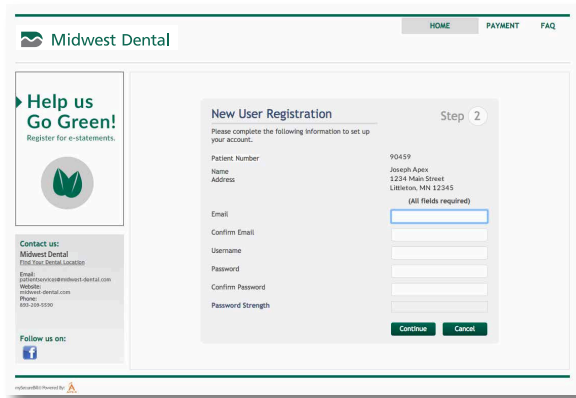 Midwest Dental
HOME PAYMENT FAQ
Help us
Go Green!
Register for e-statements.
New User Registration
Step 2
Please complete the following information to set up
your account.
Patient Number 90459
Name Joseph Apex
Address 1234 Main Street
Littleton, MN 12345
(All fields required)
Email
Confirm Email
Username
Password
Confirm Password
Password Strength
Continue Cancel
Contact us:
Midwest Dental
Find Your Dental Location
Email:
patientservices@midwest-dental.com
Website:
midwest-dental.com
Phone:
Follow us on:
f
Powered By: